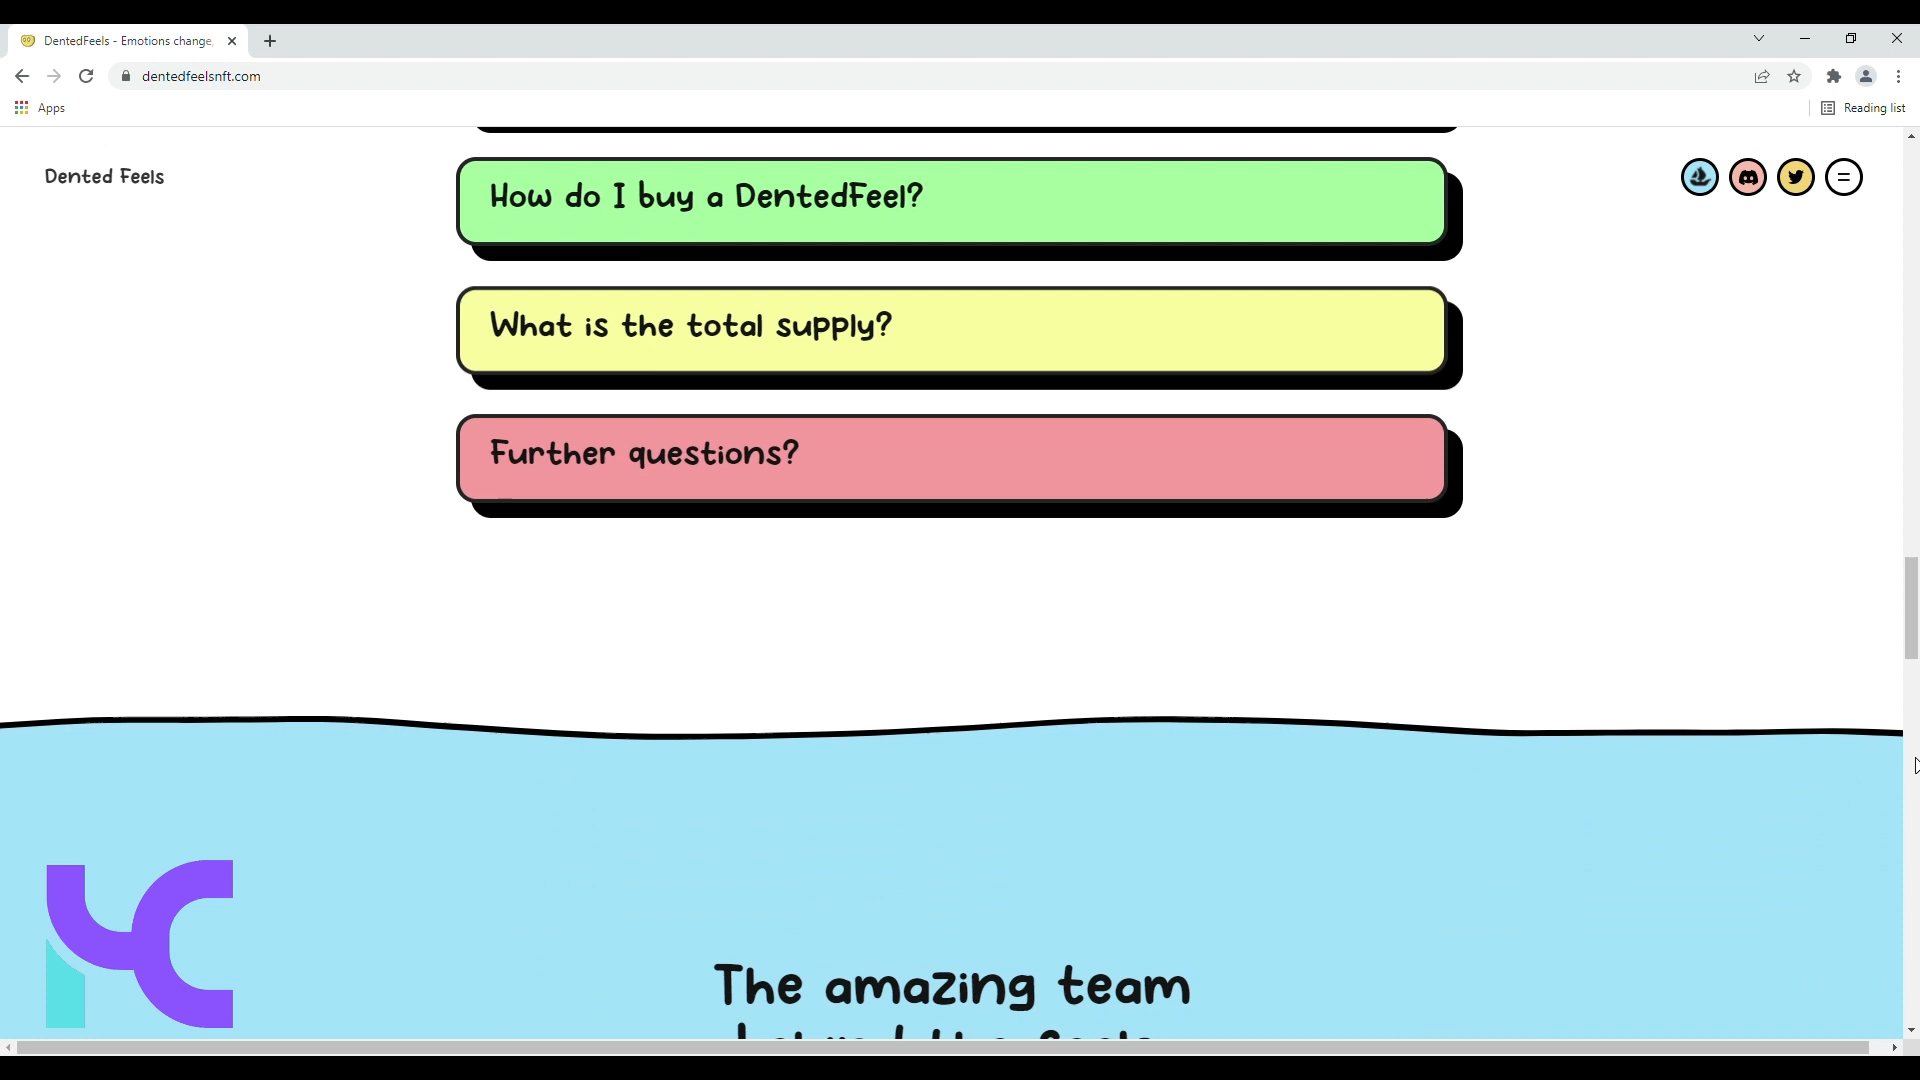 DentedFeels - Emotions change,
dentedfeelsnft.com
Apps
Reading list
Dented Feels
How do I buy a DentedFeel?
What is the total supply?
Further questions?
The amazing team